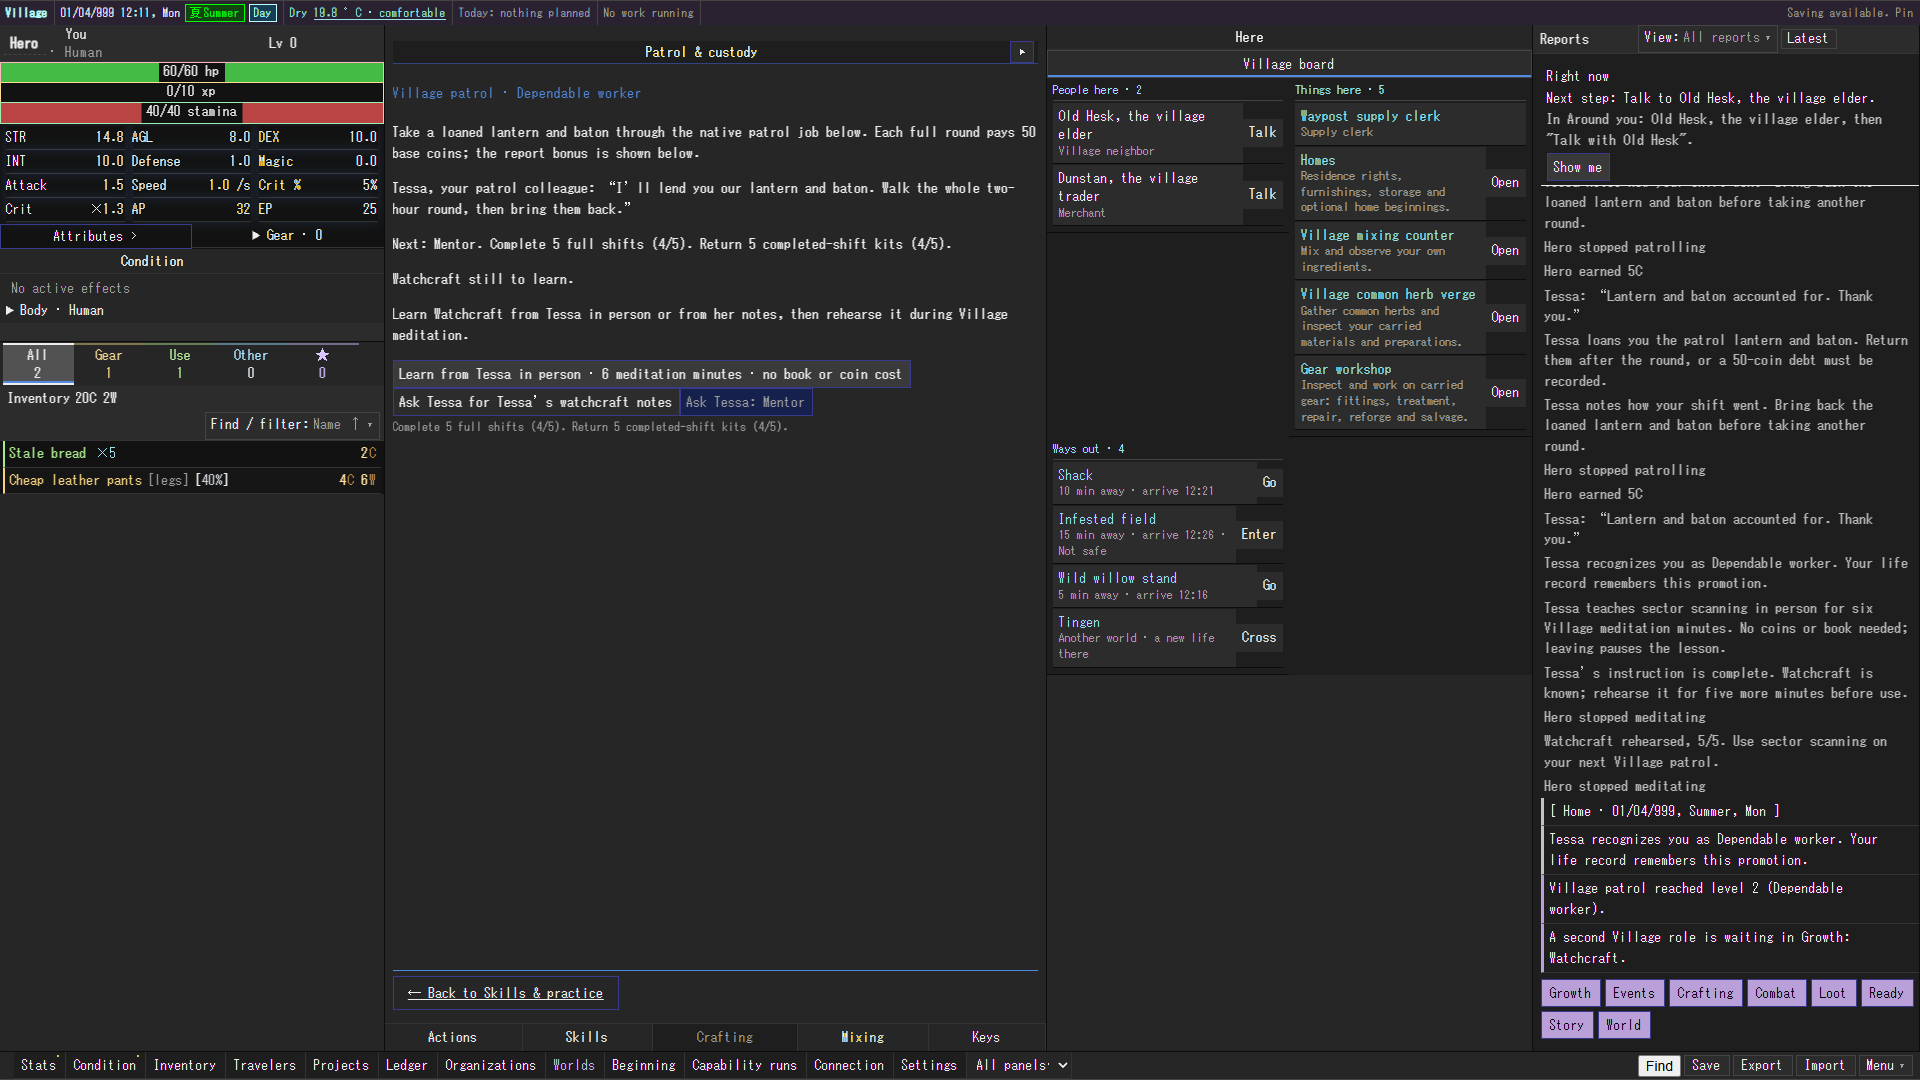 Village 01/04/999 12:11, Mon 夏Summer Day Dry 19.8 ° C · comfortable Today: nothing planned No work running Saving available. Pin
Hero · You Human Lv 0
60/60 hp
0/10 xp
40/40 stamina
STR 14.8 AGL 8.0 DEX 10.0
INT 10.0 Defense 1.0 Magic 0.0
Attack 1.5 Speed 1.0 /s Crit % 5%
Crit ×1.3 AP 32 EP 25
Attributes > ▶ Gear · 0
Condition
No active effects
▶ Body · Human
All Gear Use Other ★
2 1 1 0 0
Inventory 20C 2W
Find / filter: Name ↑ ▾
Stale bread ×5 2C
Cheap leather pants [legs] [40%] 4C 6W
Patrol & custody ▸
Village patrol · Dependable worker
Take a loaned lantern and baton through the native patrol job below. Each full round pays 50
base coins; the report bonus is shown below.
Tessa, your patrol colleague: “I’ll lend you our lantern and baton. Walk the whole two-
hour round, then bring them back.”
Next: Mentor. Complete 5 full shifts (4/5). Return 5 completed-shift kits (4/5).
Watchcraft still to learn.
Learn Watchcraft from Tessa in person or from her notes, then rehearse it during Village
meditation.
Learn from Tessa in person · 6 meditation minutes · no book or coin cost
Ask Tessa for Tessa’s watchcraft notes Ask Tessa: Mentor
Complete 5 full shifts (4/5). Return 5 completed-shift kits (4/5).
← Back to Skills & practice
Actions Skills Crafting Mixing Keys
Here
Village board
People here · 2
Old Hesk, the village
elder
Village neighbor
Talk
Dunstan, the village
trader
Merchant
Talk
Things here · 5
Waypost supply clerk
Supply clerk
Homes
Residence rights,
furnishings, storage and
optional home beginnings.
Open
Village mixing counter
Mix and observe your own
ingredients.
Open
Village common herb verge
Gather common herbs and
inspect your carried
materials and preparations.
Open
Gear workshop
Inspect and work on carried
gear: fittings, treatment,
repair, reforge and salvage.
Open
Ways out · 4
Shack
10 min away · arrive 12:21
Go
Infested field
15 min away · arrive 12:26 ·
Not safe
Enter
Wild willow stand
5 min away · arrive 12:16
Go
Tingen
Another world · a new life
there
Cross
Reports View: All reports ▾ Latest
Right now
Next step: Talk to Old Hesk, the village elder.
In Around you: Old Hesk, the village elder, then
"Talk with Old Hesk".
Show me
loaned lantern and baton before taking another
round.
Hero stopped patrolling
Hero earned 5C
Tessa: “Lantern and baton accounted for. Thank
you.”
Tessa loans you the patrol lantern and baton. Return
them after the round, or a 50-coin debt must be
recorded.
Tessa notes how your shift went. Bring back the
loaned lantern and baton before taking another
round.
Hero stopped patrolling
Hero earned 5C
Tessa: “Lantern and baton accounted for. Thank
you.”
Tessa recognizes you as Dependable worker. Your life
record remembers this promotion.
Tessa teaches sector scanning in person for six
Village meditation minutes. No coins or book needed;
leaving pauses the lesson.
Tessa’s instruction is complete. Watchcraft is
known; rehearse it for five more minutes before use.
Hero stopped meditating
Watchcraft rehearsed, 5/5. Use sector scanning on
your next Village patrol.
Hero stopped meditating
[ Home · 01/04/999, Summer, Mon ]
Tessa recognizes you as Dependable worker. Your
life record remembers this promotion.
Village patrol reached level 2 (Dependable
worker).
A second Village role is waiting in Growth:
Watchcraft.
Growth Events Crafting Combat Loot Ready
Story World
Stats Condition Inventory Travelers Projects Ledger Organizations Worlds Beginning Capability runs Connection Settings All panels Find Save Export Import Menu